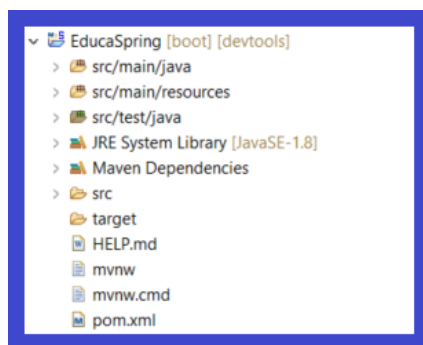 EducaSpring [boot] [devtools]
src/main/java
src/main/resources
src/test/java
JRE System Library [JavaSE-1.8]
Maven Dependencies
src
target
HELP.md
mvnw
mvnw.cmd
pom.xml